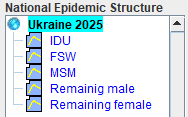 National Epidemic Structure
Ukraine 2025
IDU
FSW
MSM
Remainig male
Remaining female